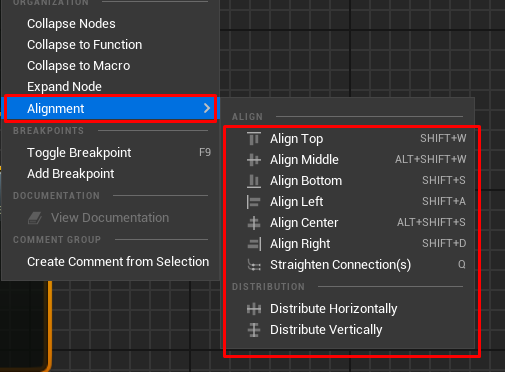 ORGANIZATION
Collapse Nodes
Collapse to Function
Collapse to Macro
Expand Node
Alignment
BREAKPOINTS
Toggle Breakpoint F9
Add Breakpoint
DOCUMENTATION
View Documentation
COMMENT GROUP
Create Comment from Selection
ALIGN
Align Top SHIFT+W
Align Middle ALT+SHIFT+W
Align Bottom SHIFT+S
Align Left SHIFT+A
Align Center ALT+SHIFT+S
Align Right SHIFT+D
Straighten Connection(s) Q
DISTRIBUTION
Distribute Horizontally
Distribute Vertically